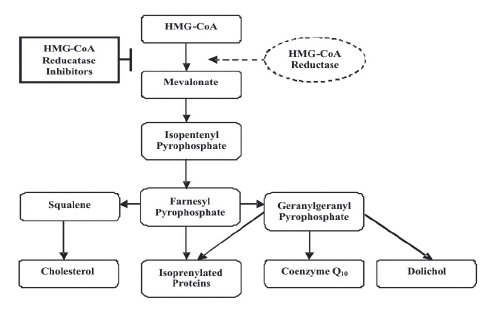 HMG-CoA
HMG-CoA
Reducatase
Inhibitors
HMG-CoA
Reductase
Mevalonate
Isopentenyl
Pyrophosphate
Squalene
Farnesyl
Pyrophosphate
Geranylgeranyl
Pyrophosphate
Cholesterol
Isoprenylated
Proteins
Coenzyme Q10
Dolichol